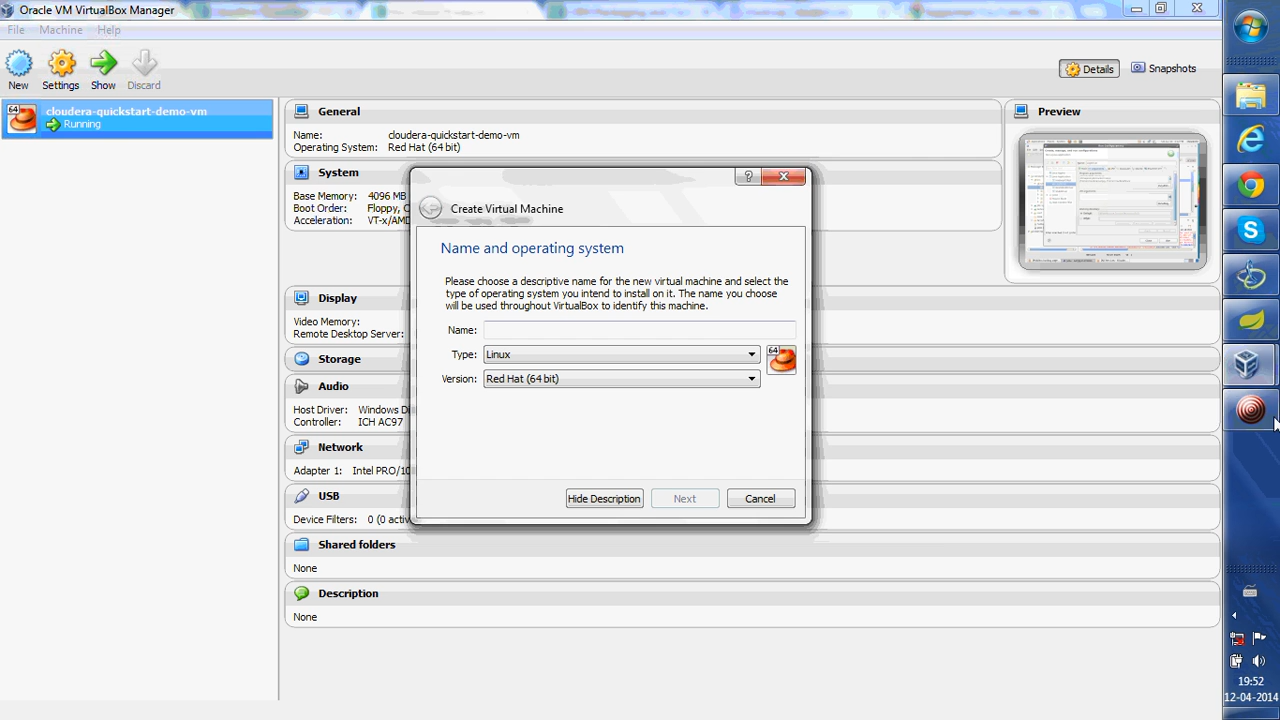 Oracle VM VirtualBox Manager
File Machine Help
New Settings Show Discard
Details Snapshots
64 cloudera-quickstart-demo-vm
Running
General
Name: cloudera-quickstart-demo-vm
Operating System: Red Hat (64 bit)
Preview
System
Base Memory: 4096 MB
Boot Order: Floppy, C
Acceleration: VT-x/AMD
Display
Video Memory:
Remote Desktop Server:
Storage
Audio
Host Driver: Windows Di
Controller: ICH AC97
Network
Adapter 1: Intel PRO/10
USB
Device Filters: 0 (0 activ
Shared folders
None
Description
None
?
Create Virtual Machine
Name and operating system
Please choose a descriptive name for the new virtual machine and select the
type of operating system you intend to install on it. The name you choose
will be used throughout VirtualBox to identify this machine.
Name:
Type: Linux
64
Version: Red Hat (64 bit)
Hide Description Next Cancel
19:52
12-04-2014